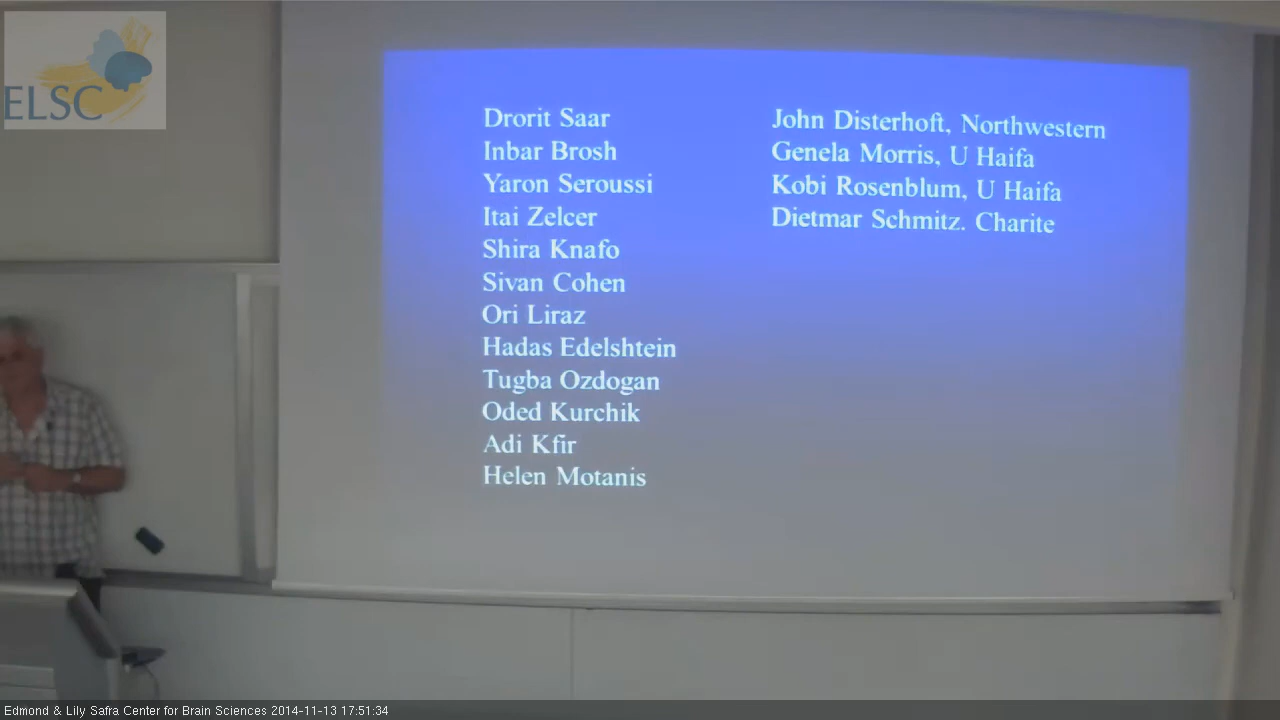 ELSC
Drorit Saar
Inbar Brosh
Yaron Seroussi
Itai Zelcer
Shira Knafo
Sivan Cohen
Ori Liraz
Hadas Edelshtein
Tugba Ozdogan
Oded Kurchik
Adi Kfir
Helen Motanis
John Disterhoft, Northwestern
Genela Morris, U Haifa
Kobi Rosenblum, U Haifa
Dietmar Schmitz. Charite
Edmond & Lily Safra Center for Brain Sciences 2014-11-13 17:51:34